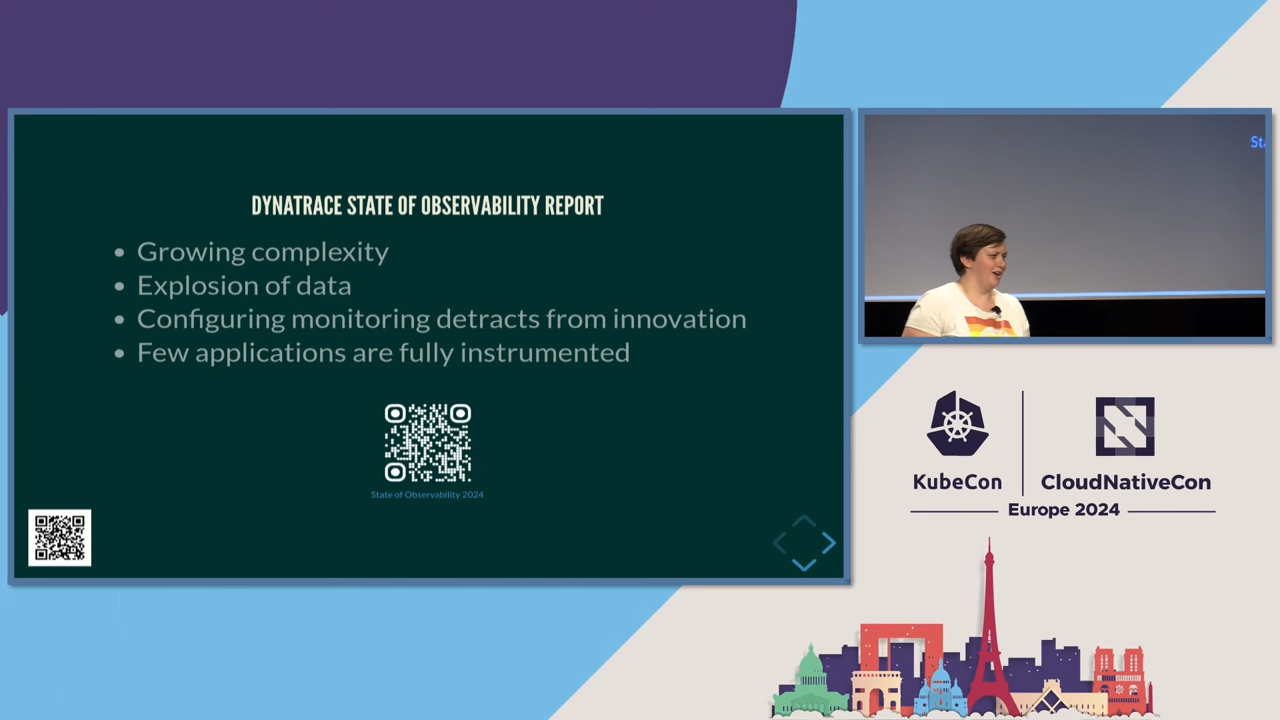 DYNATRACE STATE OF OBSERVABILITY REPORT
Growing complexity
Explosion of data
Configuring monitoring detracts from innovation
Few applications are fully instrumented
State of Observability 2024
KubeCon
CloudNativeCon
Europe 2024